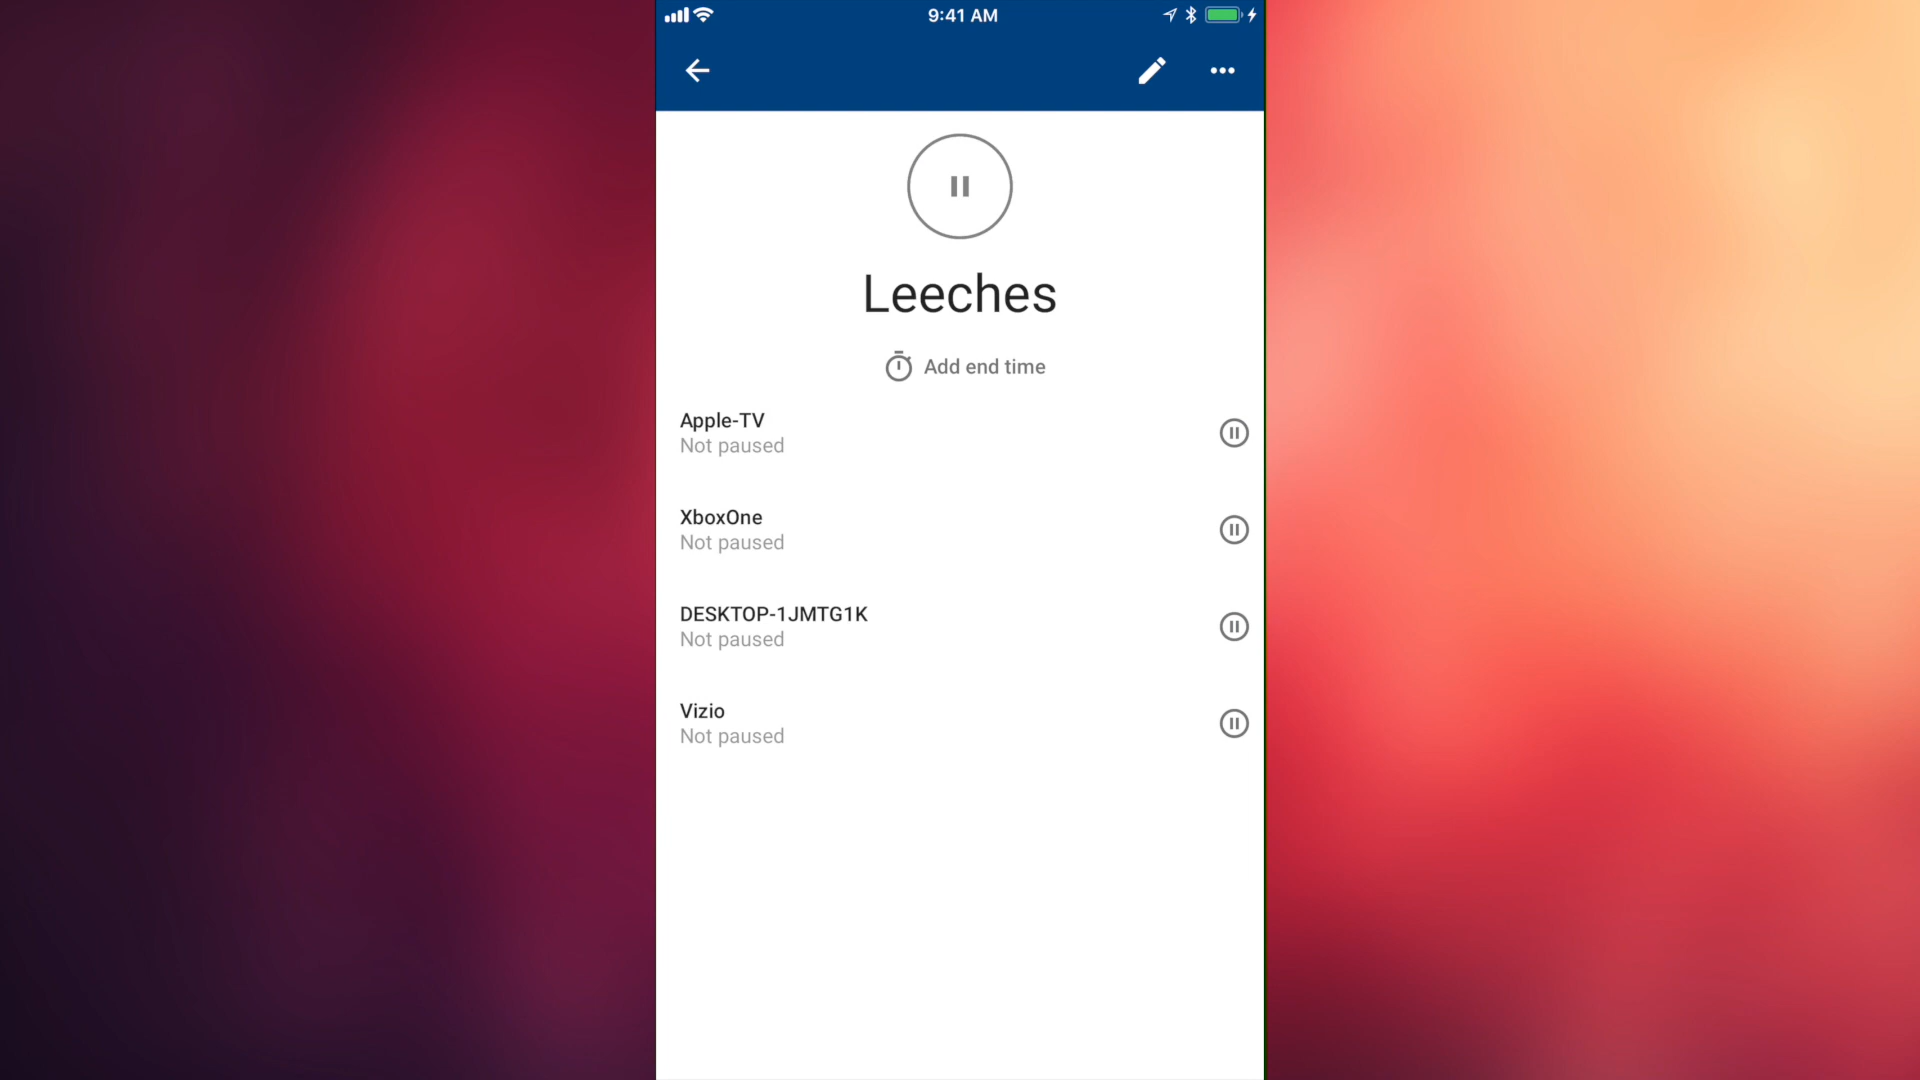 9:41 AM
Leeches
Add end time
Apple-TV
Not paused
XboxOne
Not paused
DESKTOP-1JMTG1K
Not paused
Vizio
Not paused